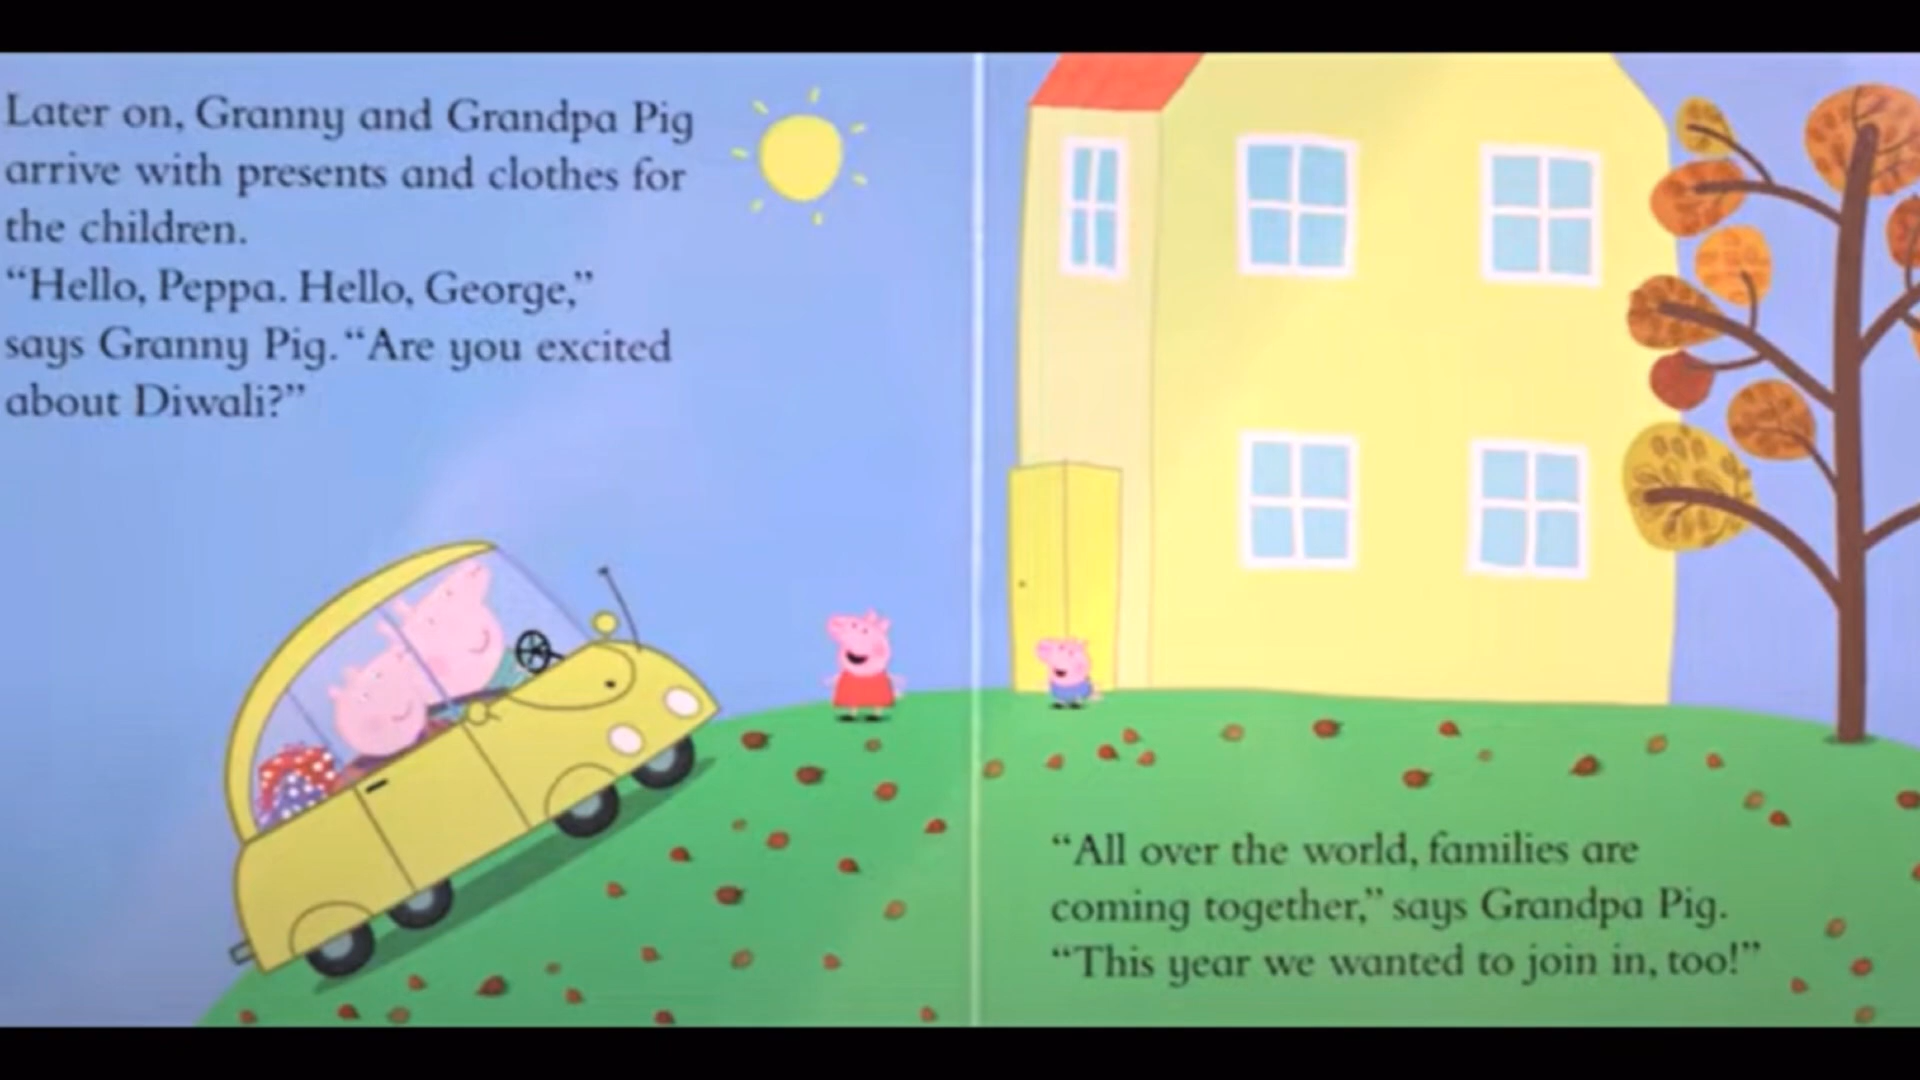 Later on, Granny and Grandpa Pig
arrive with presents and clothes for
the children.
“Hello, Peppa. Hello, George,”
says Granny Pig. “Are you excited
about Diwali?”
“All over the world, families are
coming together,” says Grandpa Pig.
“This year we wanted to join in, too!”